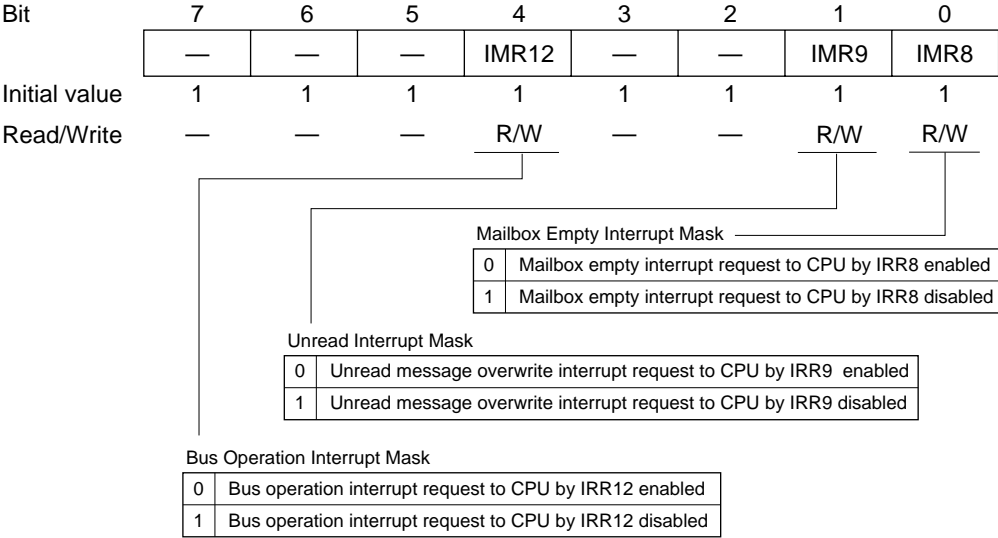 Bit 7 6 5 4 3 2 1 0
— — — IMR12 — — IMR9 IMR8
Initial value 1 1 1 1 1 1 1 1
Read/Write — — — R/W — — R/W R/W
Mailbox Empty Interrupt Mask
0 Mailbox empty interrupt request to CPU by IRR8 enabled
1 Mailbox empty interrupt request to CPU by IRR8 disabled
Unread Interrupt Mask
0 Unread message overwrite interrupt request to CPU by IRR9 enabled
1 Unread message overwrite interrupt request to CPU by IRR9 disabled
Bus Operation Interrupt Mask
0 Bus operation interrupt request to CPU by IRR12 enabled
1 Bus operation interrupt request to CPU by IRR12 disabled